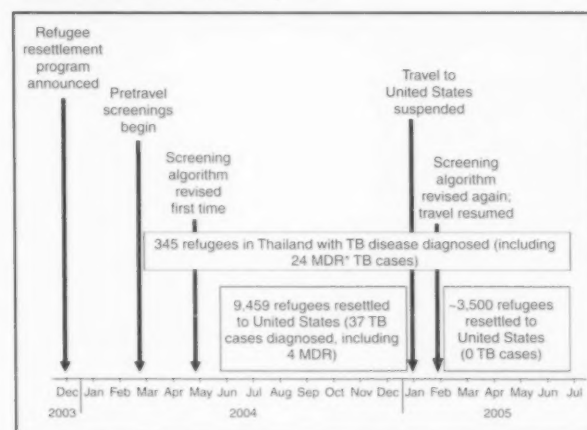 Refugee
resettlement
program
announced
Pretravel
screenings
begin
Screening
algorithm
revised
first time
Travel to
United States
suspended
Screening
algorithm
revised again;
travel resumed
345 refugees in Thailand with TB disease diagnosed (including
24 MDR* TB cases)
9,459 refugees resettled
to United States (37 TB
cases diagnosed, including
4 MDR)
~3,500 refugees
resettled to
United States
(0 TB cases)
Dec Jan Feb Mar Apr May Jun Jul Aug Sep Oct Nov Dec Jan Feb Mar Apr May Jun Jul
2003 2004 2005